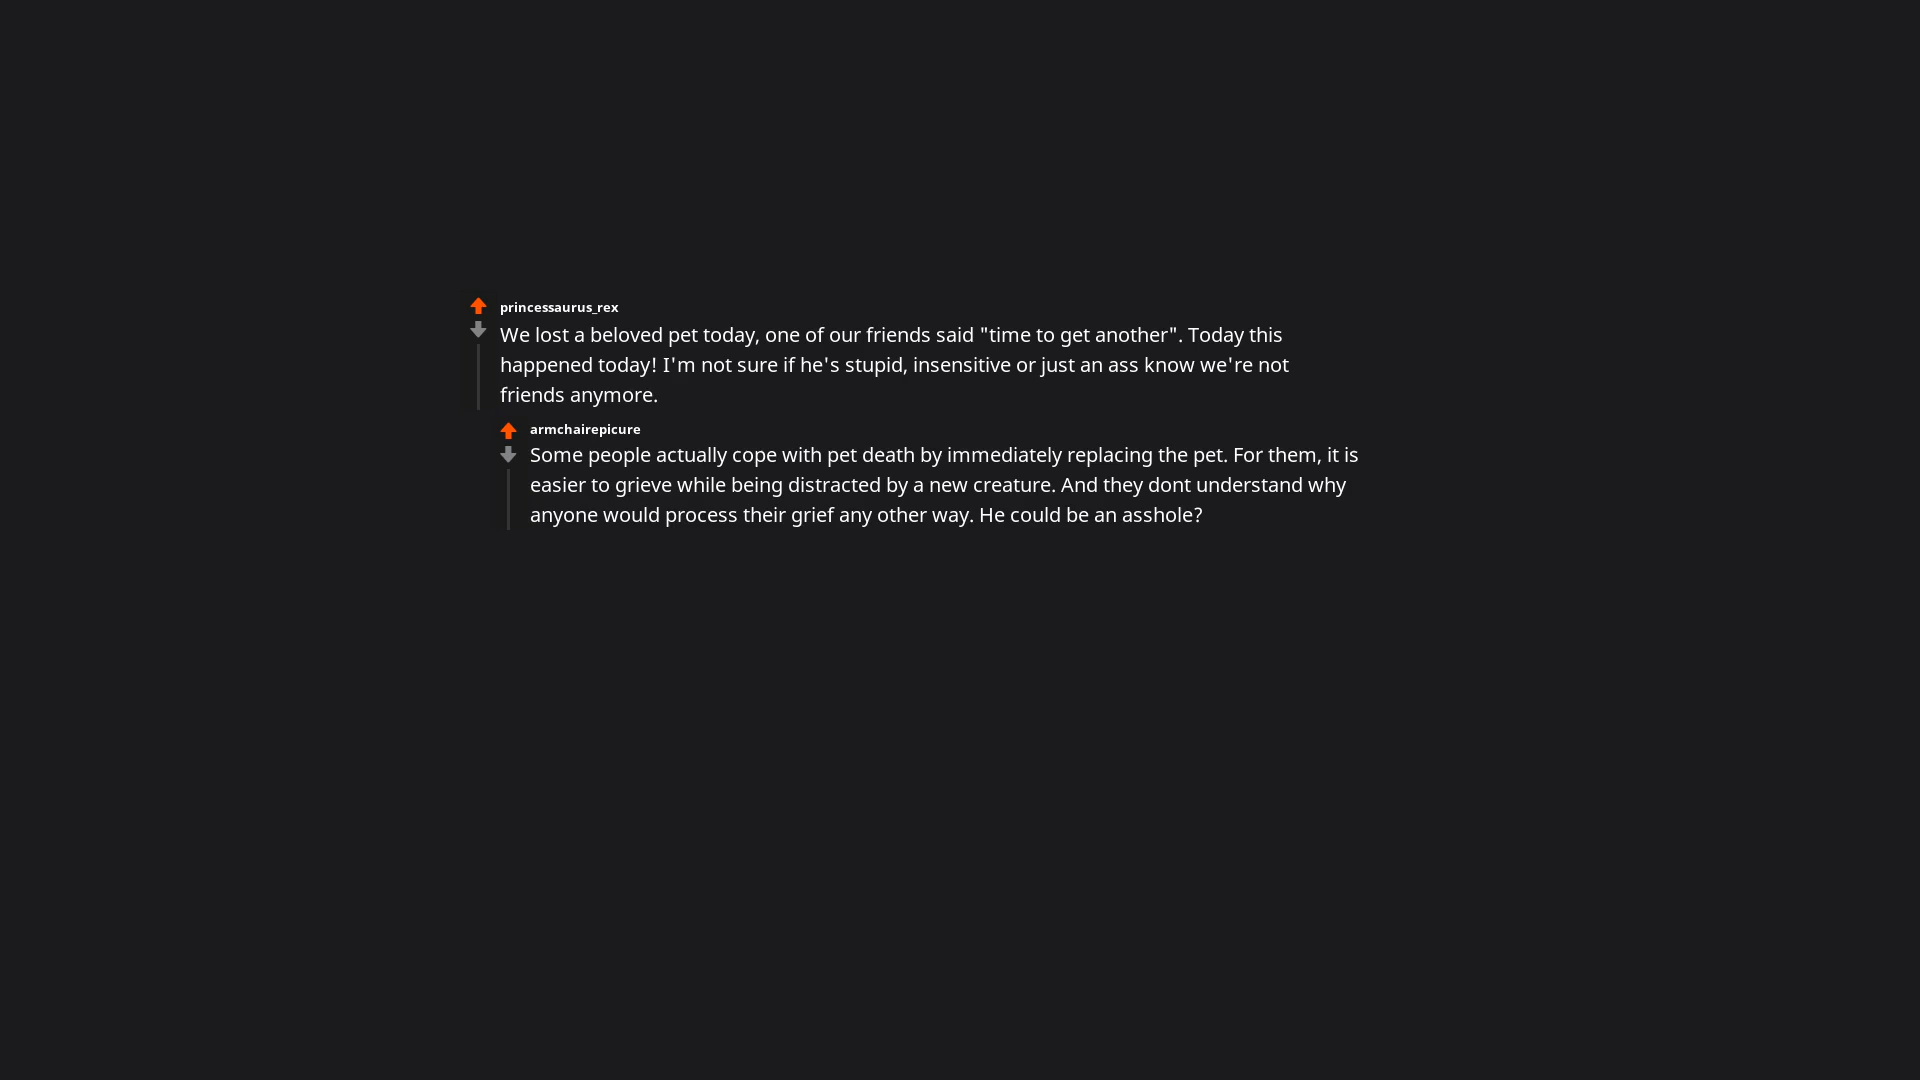 princessaurus_rex
We lost a beloved pet today, one of our friends said "time to get another". Today this
happened today! I'm not sure if he's stupid, insensitive or just an ass know we're not
friends anymore.
armchairepicure
Some people actually cope with pet death by immediately replacing the pet. For them, it is
easier to grieve while being distracted by a new creature. And they dont understand why
anyone would process their grief any other way. He could be an asshole?